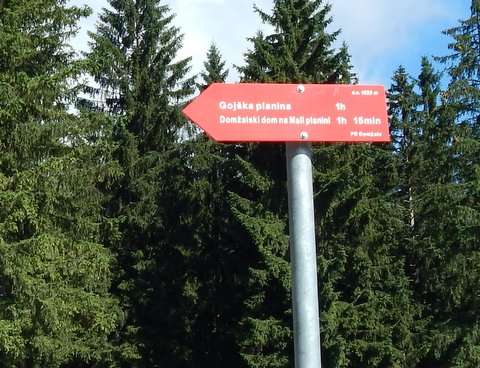 Gojška planina 1h
Domžalski dom na Mali planini 1h 15min
PD Domžale